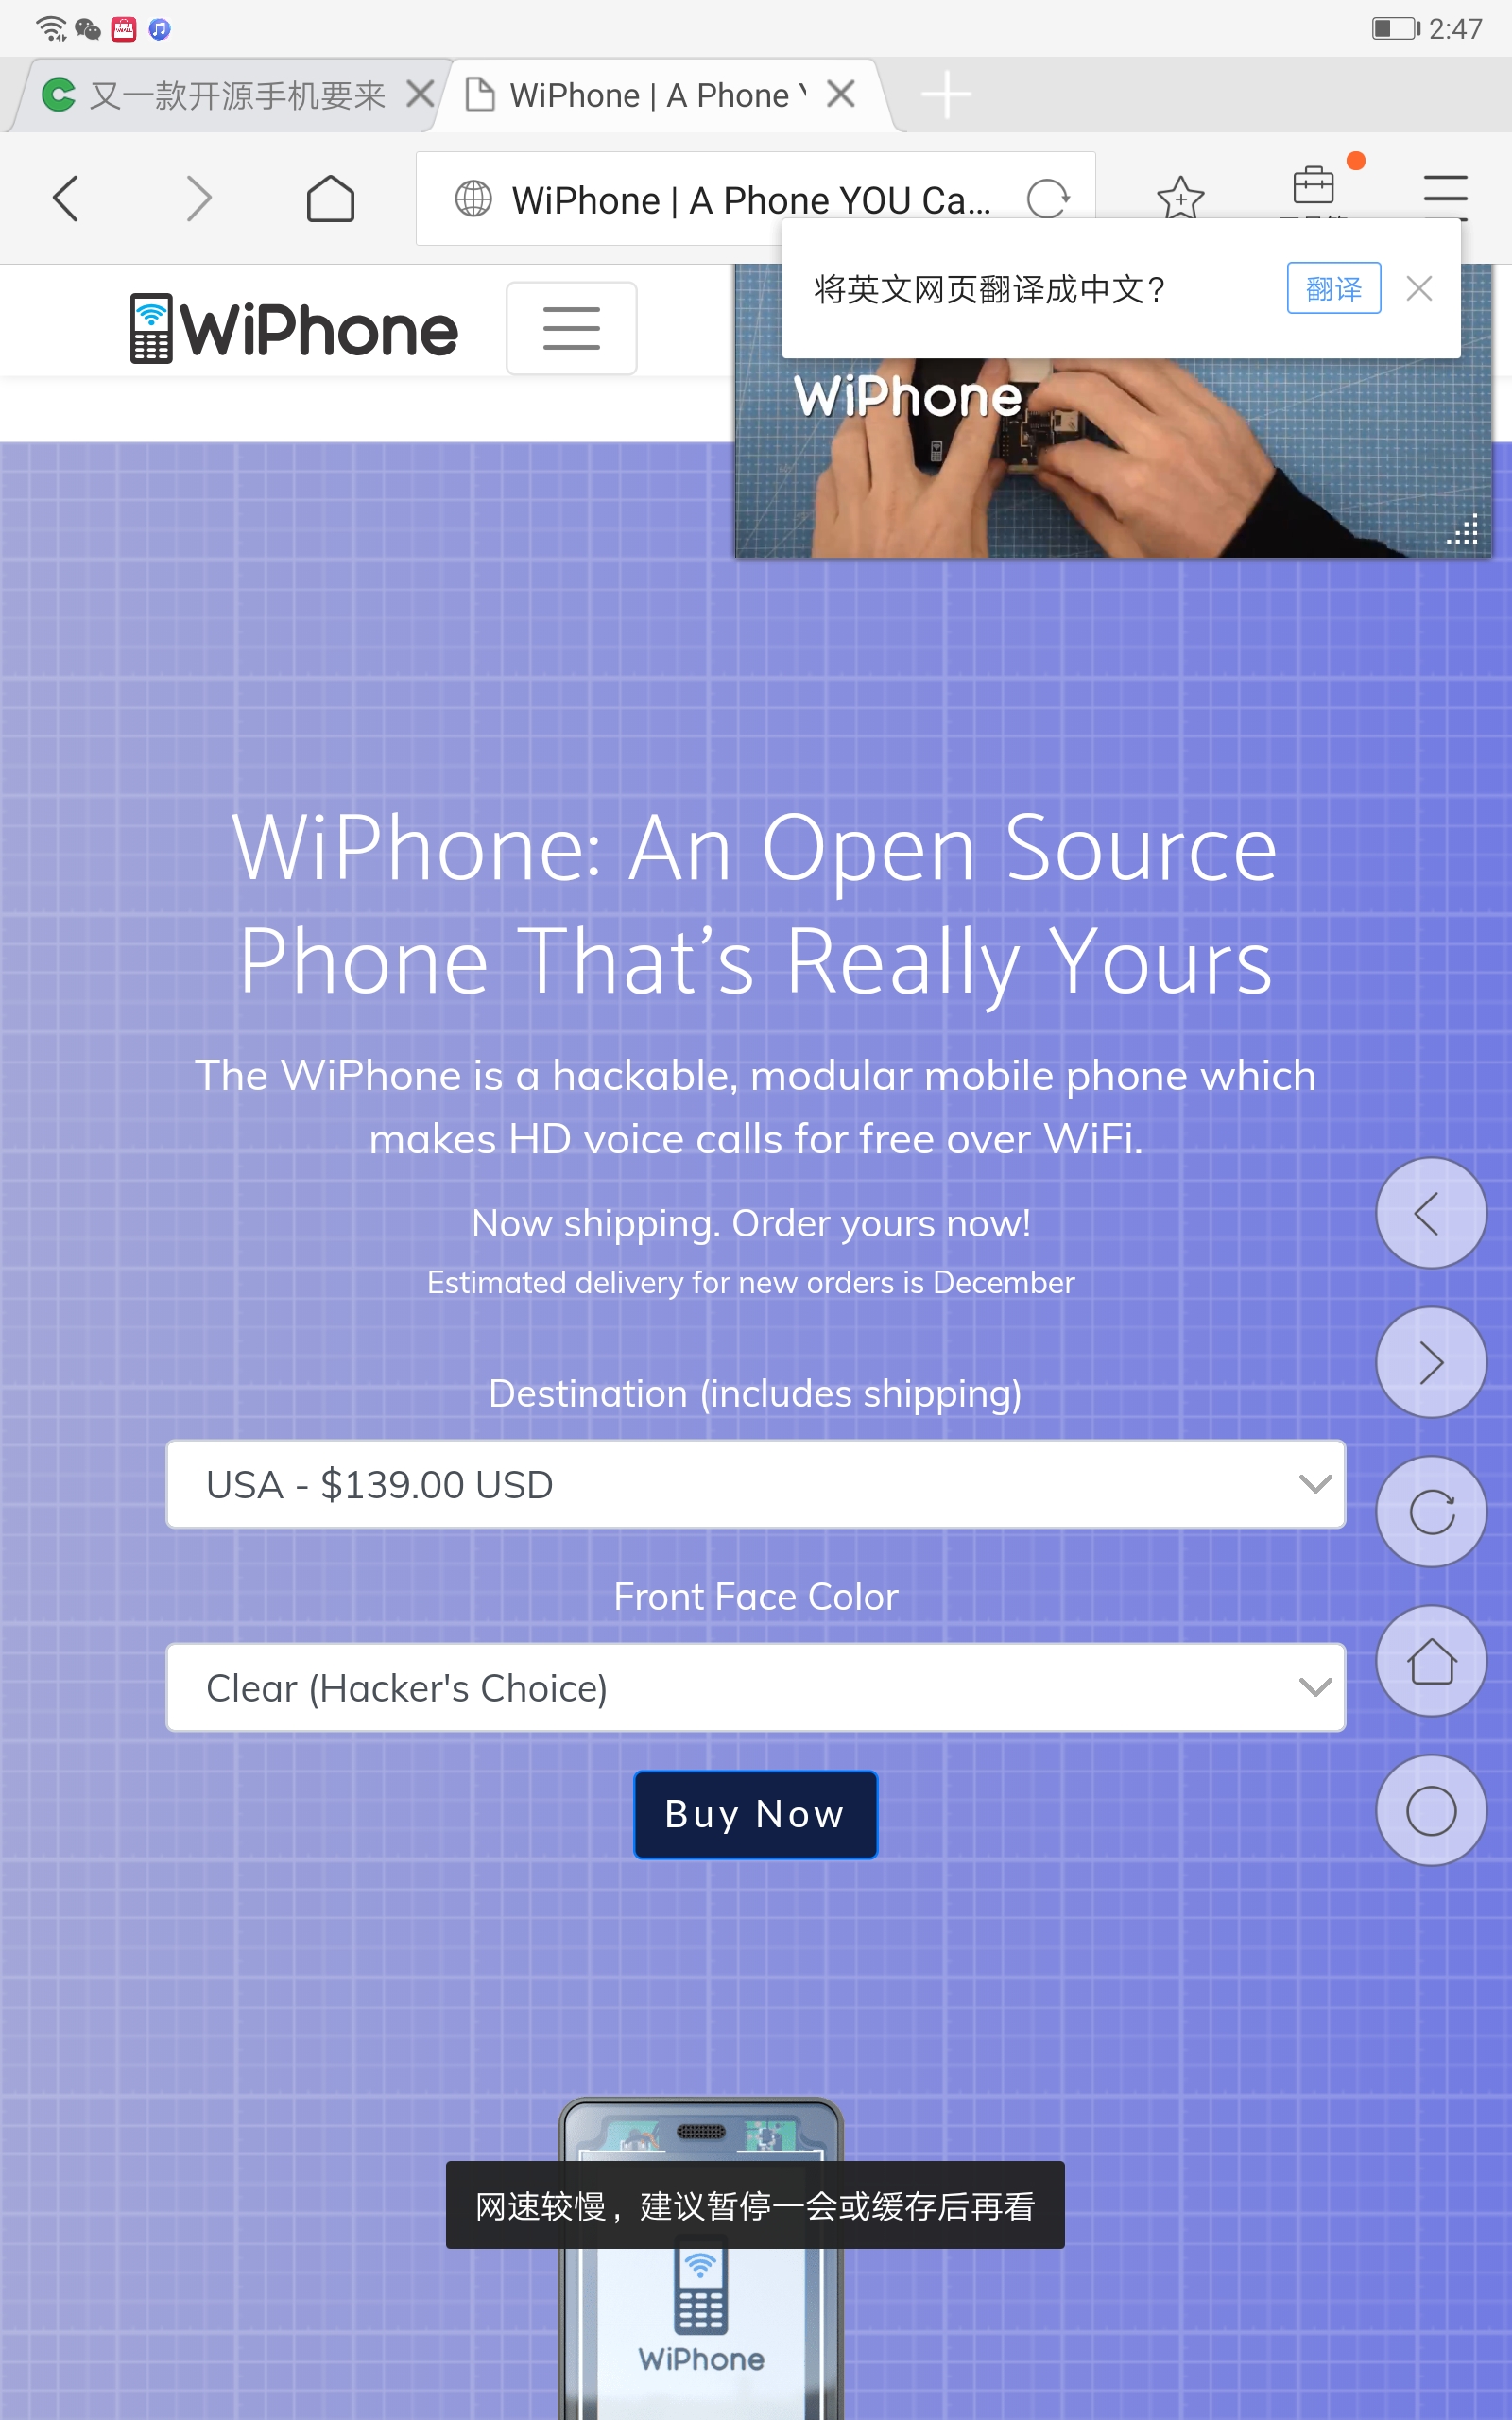 2:47
又一款开源手机要来
WiPhone | A Phone
WiPhone | A Phone YOU Ca...
将英文网页翻译成中文？
翻译
WiPhone
WiPhone
WiPhone: An Open Source
Phone That’s Really Yours
The WiPhone is a hackable, modular mobile phone which
makes HD voice calls for free over WiFi.
Now shipping. Order yours now!
Estimated delivery for new orders is December
Destination (includes shipping)
USA - $139.00 USD
Front Face Color
Clear (Hacker's Choice)
Buy Now
网速较慢，建议暂停一会或缓存后再看
WiPhone